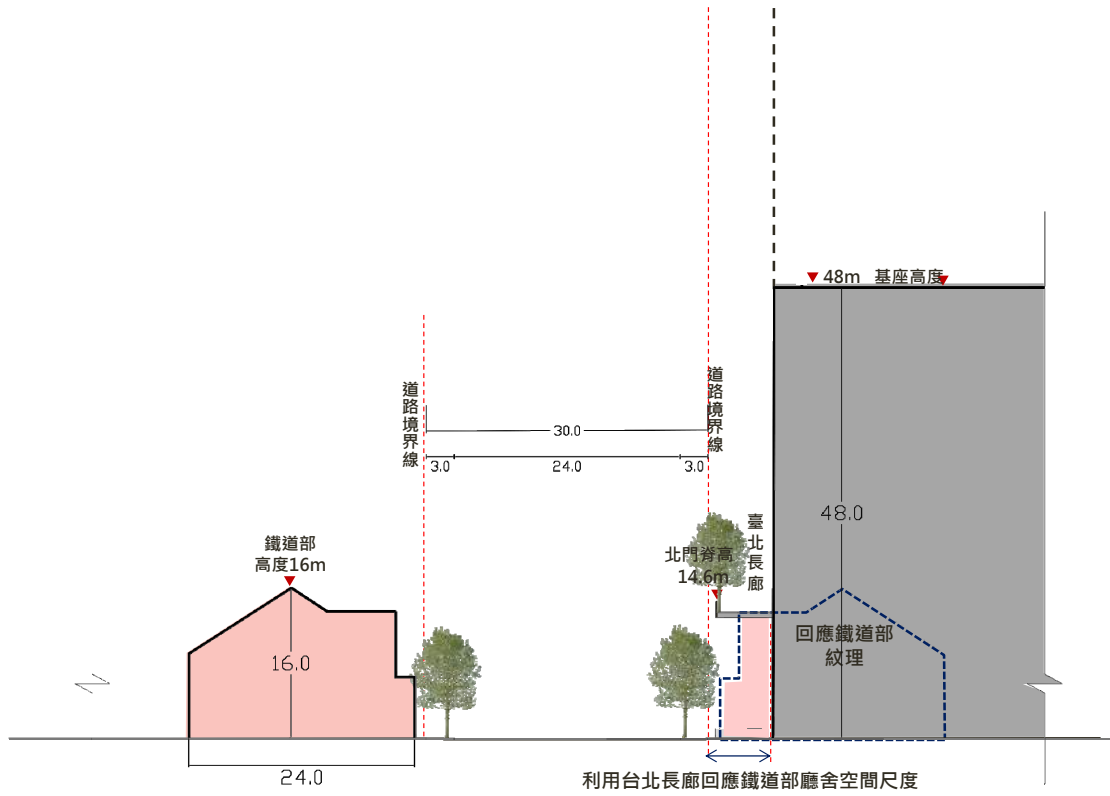 48m 基座高度
道路境界線
道路境界線
30.0
3.0
24.0
3.0
48.0
臺北長廊
鐵道部
高度16m
北門脊高
14.6m
回應鐵道部
紋理
16.0
24.0
利用台北長廊回應鐵道部廳舍空間尺度